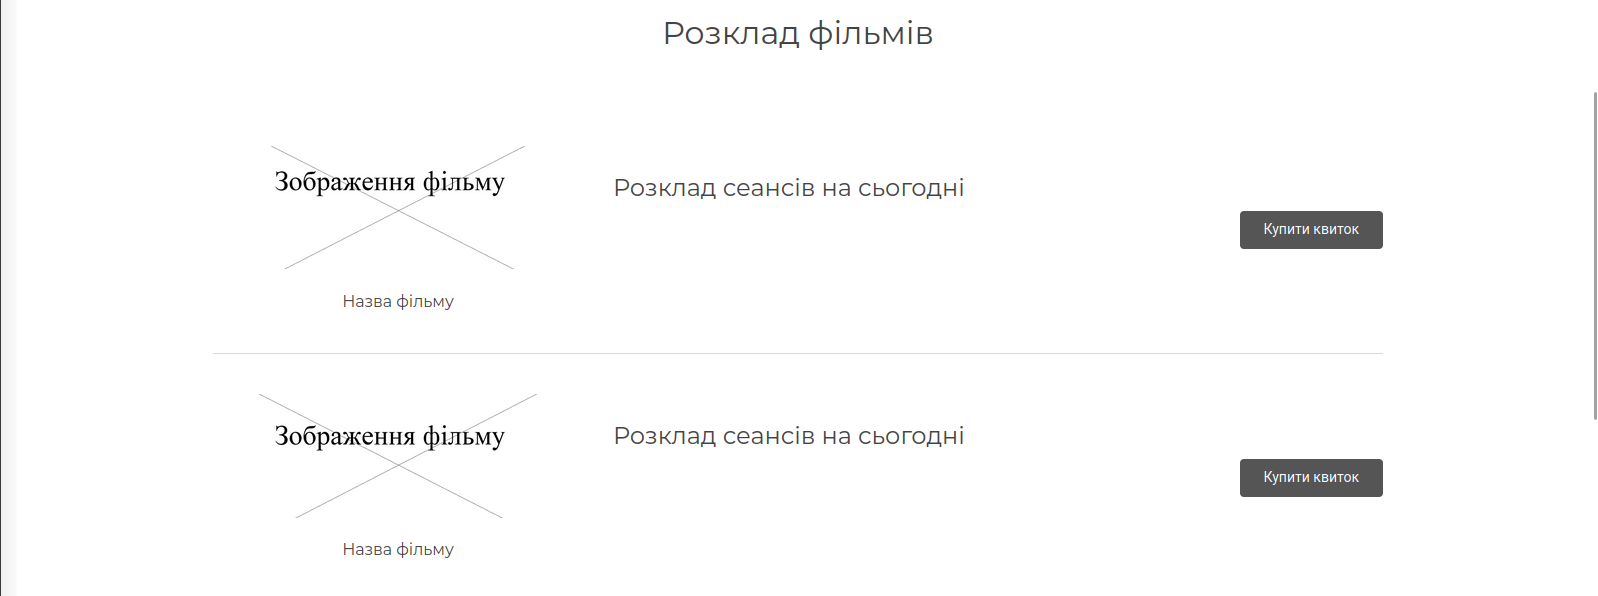 Розклад фільмів
Зображення фільму
Розклад сеансів на сьогодні
Купити квиток
Назва фільму
Зображення фільму
Розклад сеансів на сьогодні
Купити квиток
Назва фільму